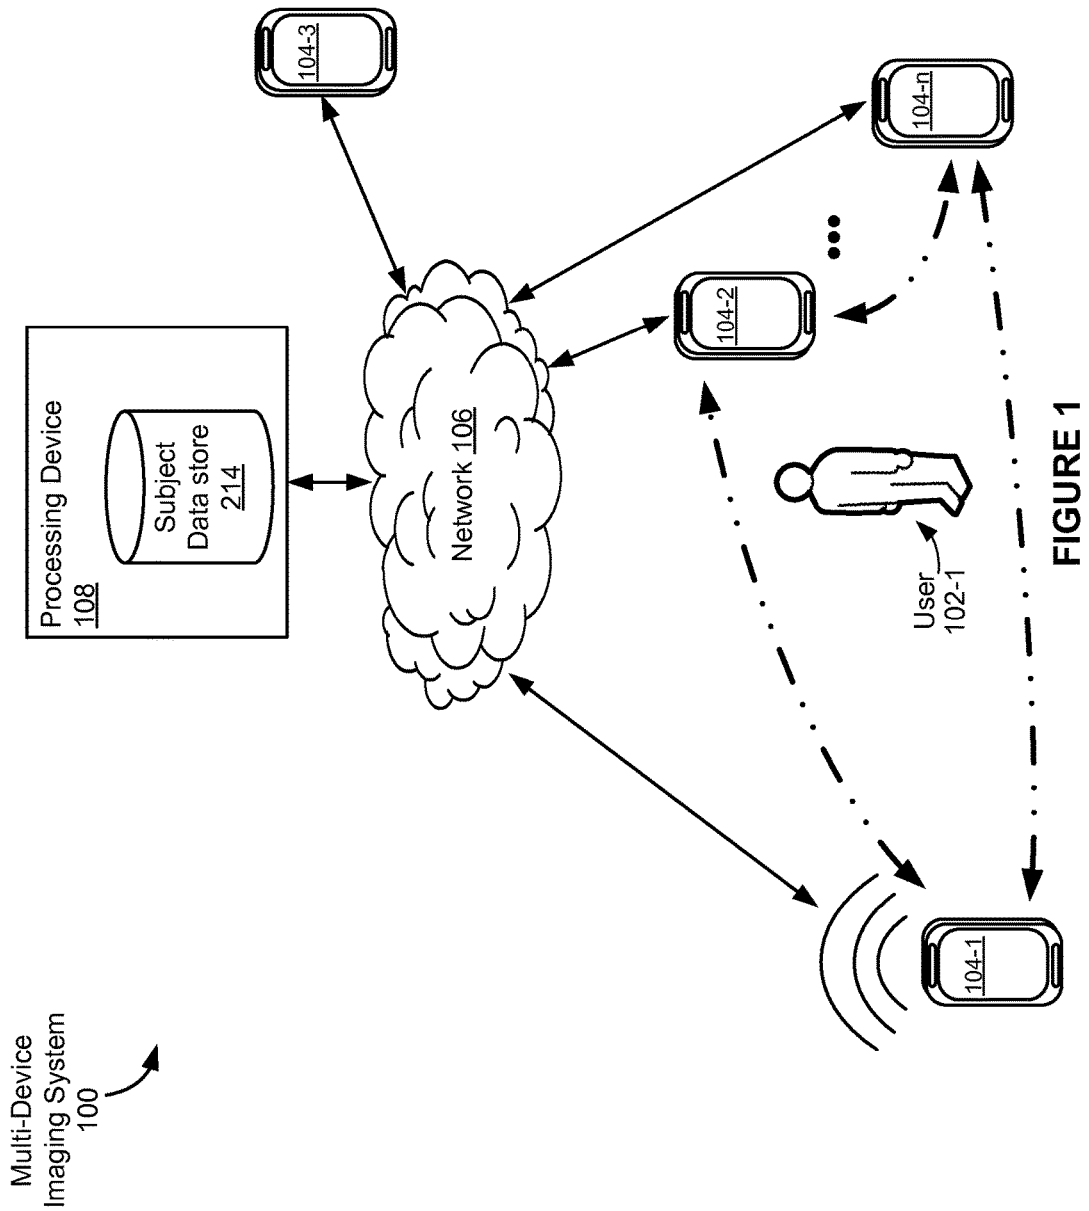 Multi-Device
Imaging System
100
Processing Device
108
Subject
Data store
214
Network 106
104-3
104-1
104-2
104-n
User
102-1
FIGURE 1